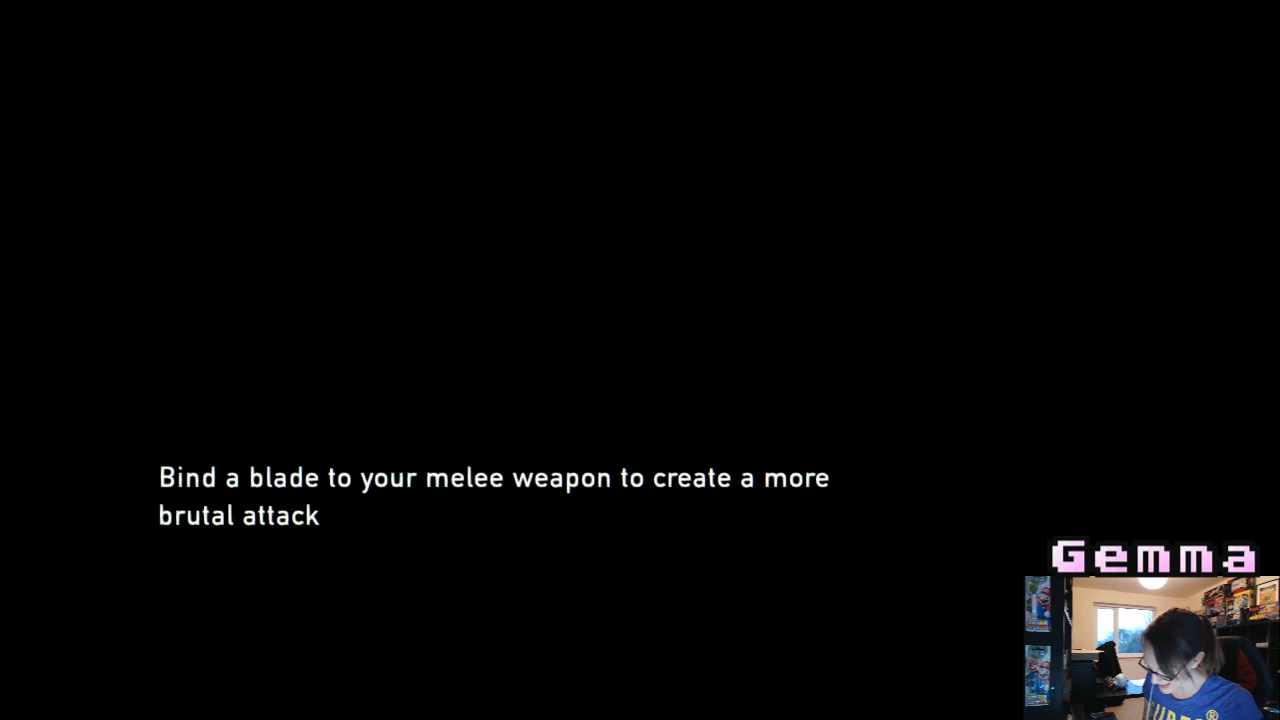 Bind a blade to your melee weapon to create a more
brutal attack
Gemma
®